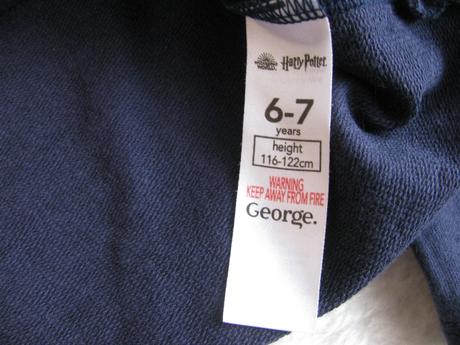 Harry Potter
6-7
years
height
116-122cm
WARNING
KEEP AWAY FROM FIRE
George.